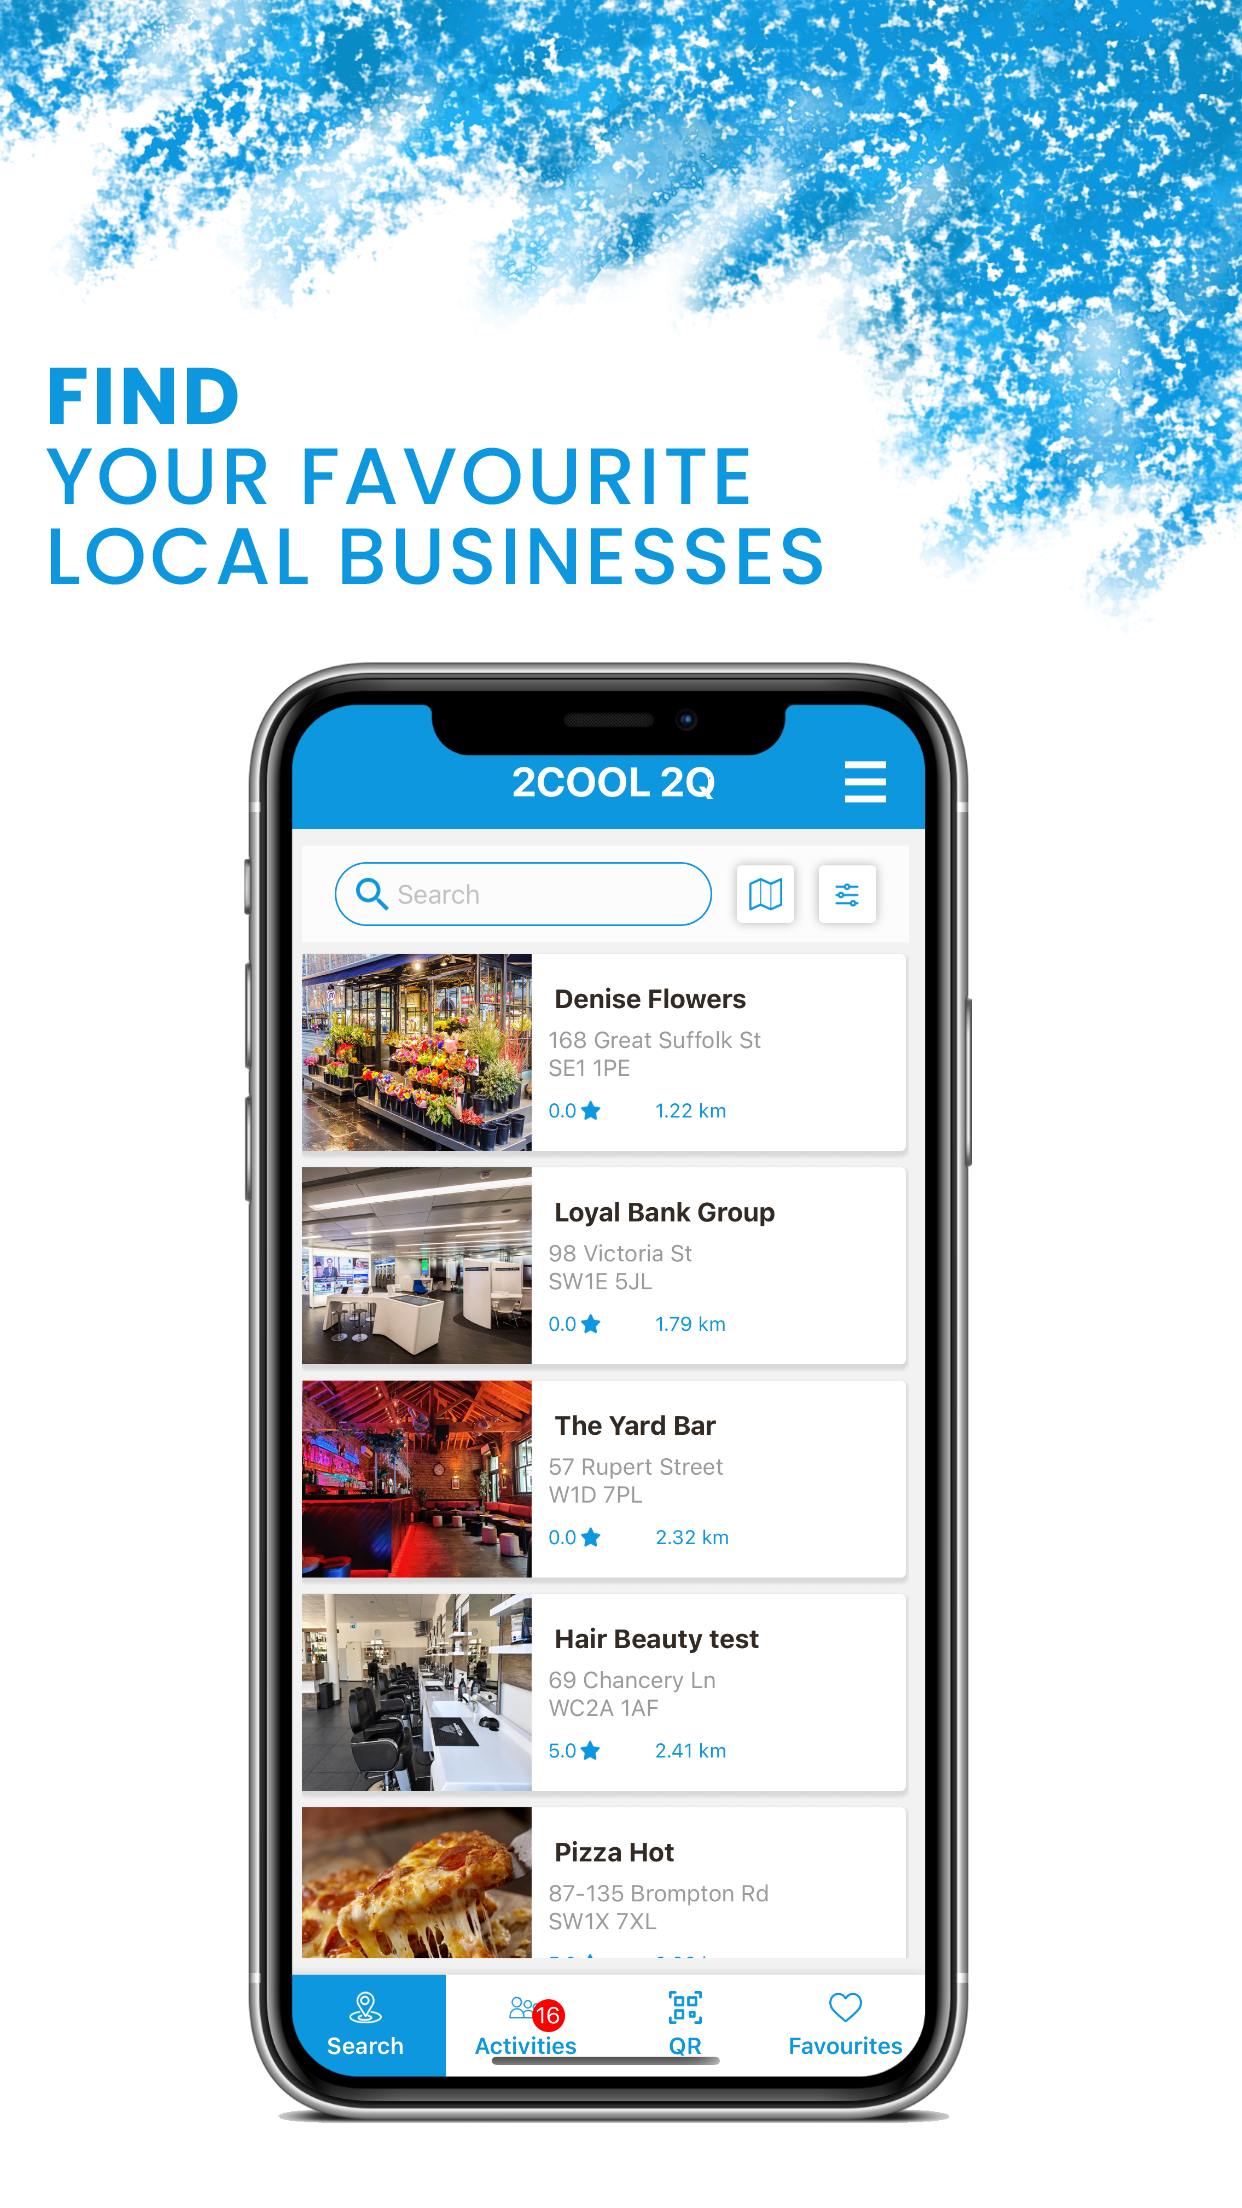 FIND
YOUR FAVOURITE
LOCAL BUSINESSES
2COOL 2Q
Search
Denise Flowers
168 Great Suffolk St
SE1 1PE
0.0
1.22 km
Loyal Bank Group
98 Victoria St
SW1E 5JL
0.0
1.79 km
The Yard Bar
57 Rupert Street
W1D 7PL
0.0
2.32 km
Hair Beauty test
69 Chancery Ln
WC2A 1AF
5.0
2.41 km
Pizza Hot
87-135 Brompton Rd
SW1X 7XL
16
Search
Activities
QR
Favourites